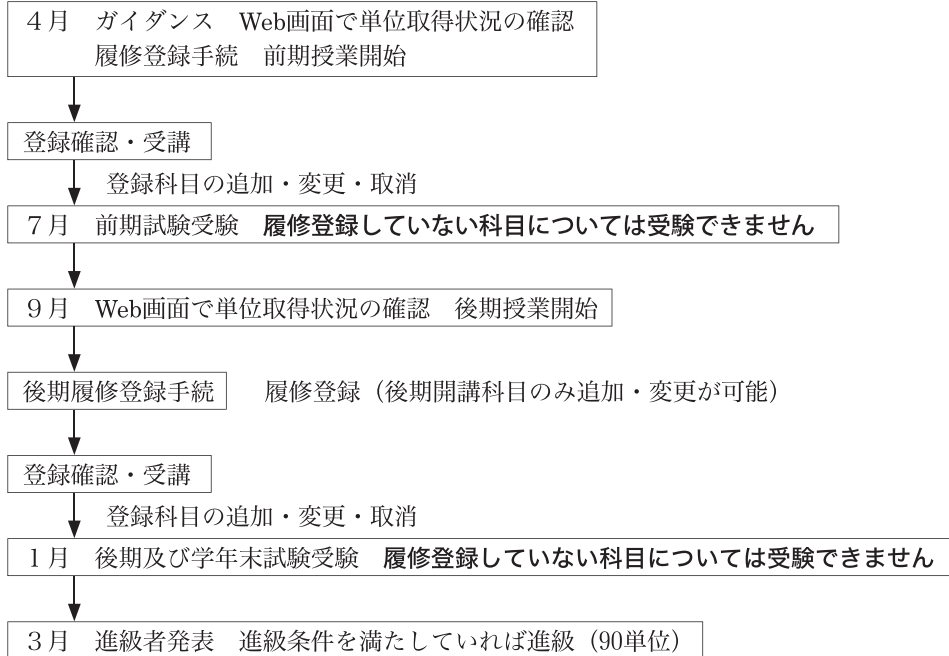 ４月　ガイダンス　Web画面で単位取得状況の確認
履修登録手続　前期授業開始
登録確認・受講
登録科目の追加・変更・取消
７月　前期試験受験　履修登録していない科目については受験できません
９月　Web画面で単位取得状況の確認　後期授業開始
後期履修登録手続　履修登録（後期開講科目のみ追加・変更が可能）
登録確認・受講
登録科目の追加・変更・取消
１月　後期及び学年末試験受験　履修登録していない科目については受験できません
３月　進級者発表　進級条件を満たしていれば進級（90単位）